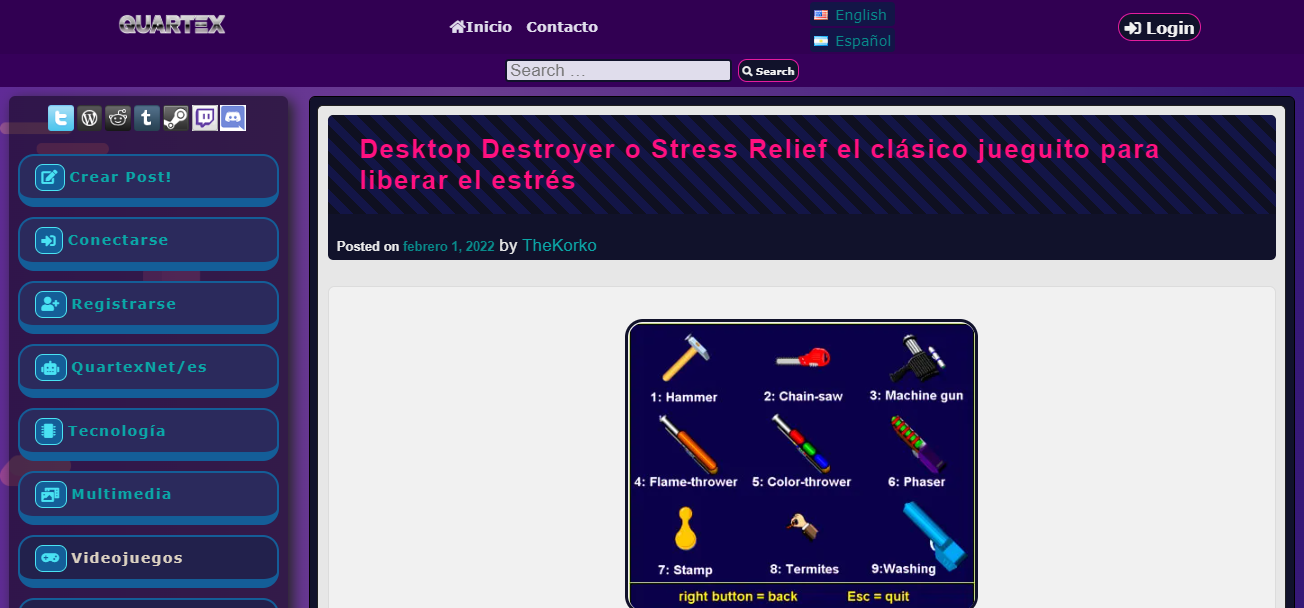 QUARTEX
Inicio Contacto
English
Español
Login
Search …
Search
Crear Post!
Conectarse
Registrarse
QuartexNet/es
Tecnología
Multimedia
Videojuegos
Desktop Destroyer o Stress Relief el clásico jueguito para
liberar el estrés
Posted on febrero 1, 2022 by TheKorko
1: Hammer 2: Chain-saw 3: Machine gun
4: Flame-thrower 5: Color-thrower 6: Phaser
7: Stamp 8: Termites 9:Washing
right button = back Esc = quit